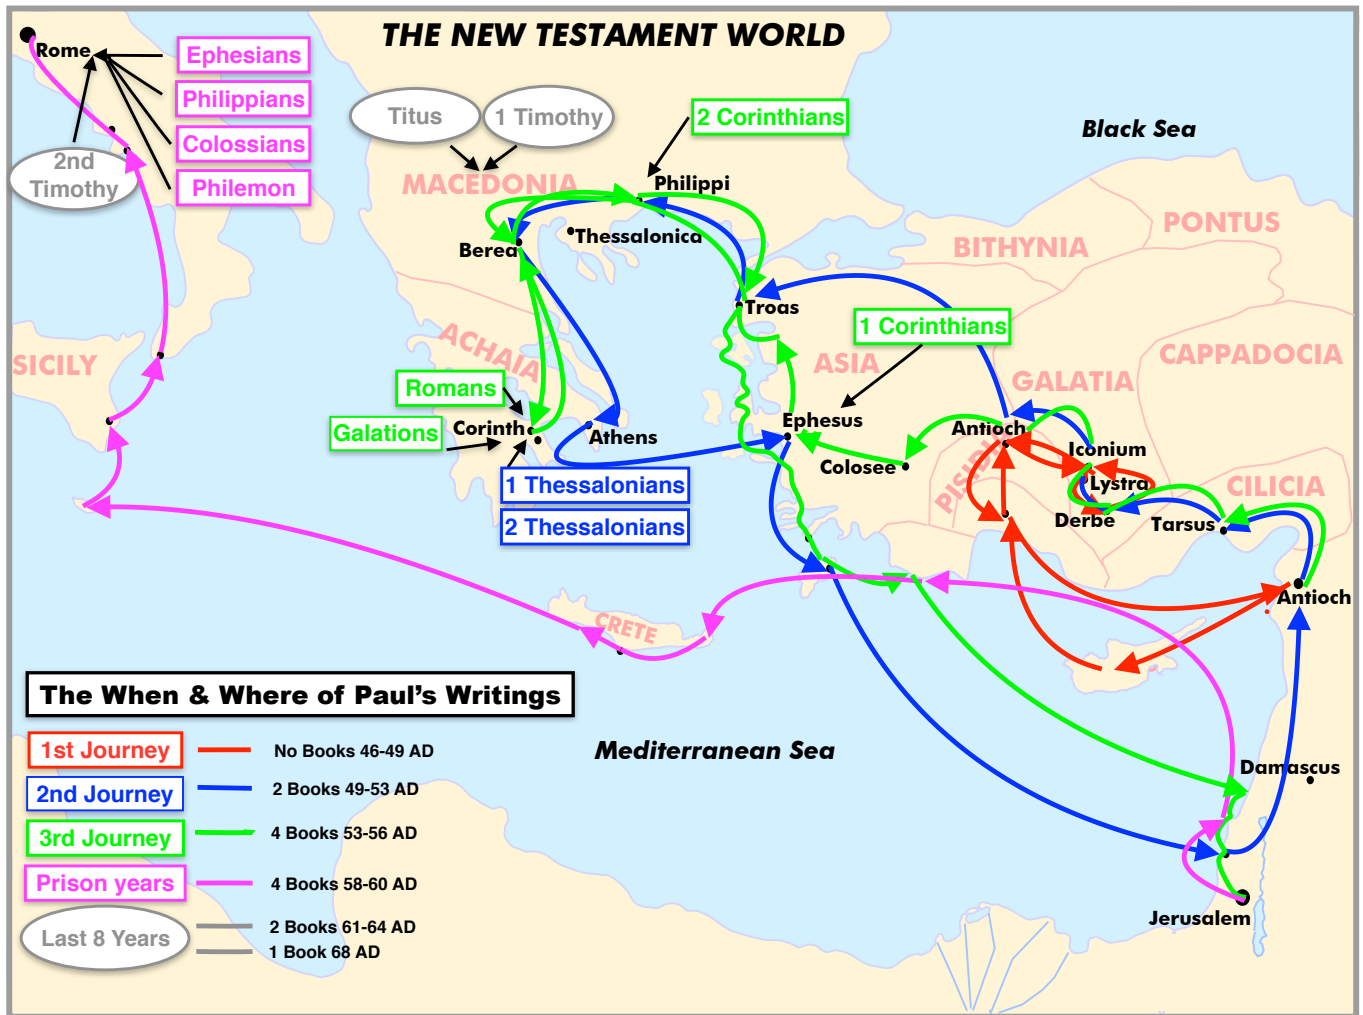 THE NEW TESTAMENT WORLD
Rome
Ephesians
Philippians
Colossians
Philemon
2nd
Timothy
Titus
1 Timothy
2 Corinthians
Black Sea
MACEDONIA
Philippi
Thessalonica
Berea
PONTUS
BITHYNIA
Troas
1 Corinthians
SICILY
ACHAIA
ASIA
GALATIA
CAPPADOCIA
Romans
Galations
Corinth
Athens
Ephesus
Colosee
Antioch
PISIDI
Iconium
Lystra
Derbe
Tarsus
CILICIA
1 Thessalonians
2 Thessalonians
Antioch
CRETE
The When & Where of Paul's Writings
Mediterranean Sea
Damascus
Jerusalem
1st Journey No Books 46-49 AD
2nd Journey 2 Books 49-53 AD
3rd Journey 4 Books 53-56 AD
Prison years 4 Books 58-60 AD
Last 8 Years 2 Books 61-64 AD
1 Book 68 AD